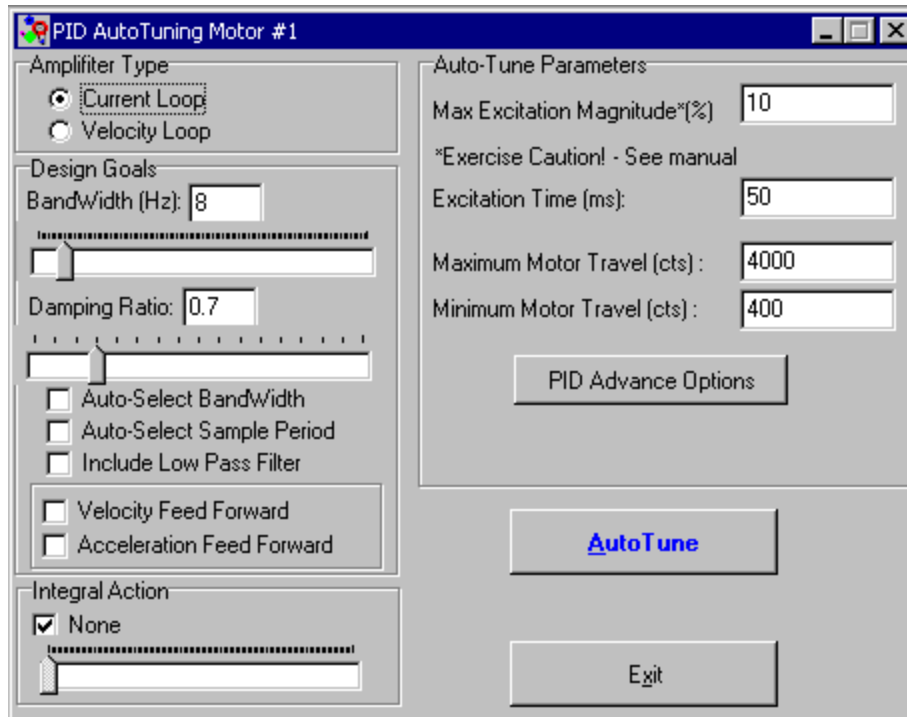 PID AutoTuning Motor #1
Amplifiter Type
Current Loop
Velocity Loop
Design Goals
BandWidth (Hz): 8
Damping Ratio: 0.7
Auto-Select BandWidth
Auto-Select Sample Period
Include Low Pass Filter
Velocity Feed Forward
Acceleration Feed Forward
Integral Action
None
Auto-Tune Parameters
Max Excitation Magnitude*(%) 10
*Exercise Caution! - See manual
Excitation Time (ms): 50
Maximum Motor Travel (cts) : 4000
Minimum Motor Travel (cts) : 400
PID Advance Options
AutoTune
Exit